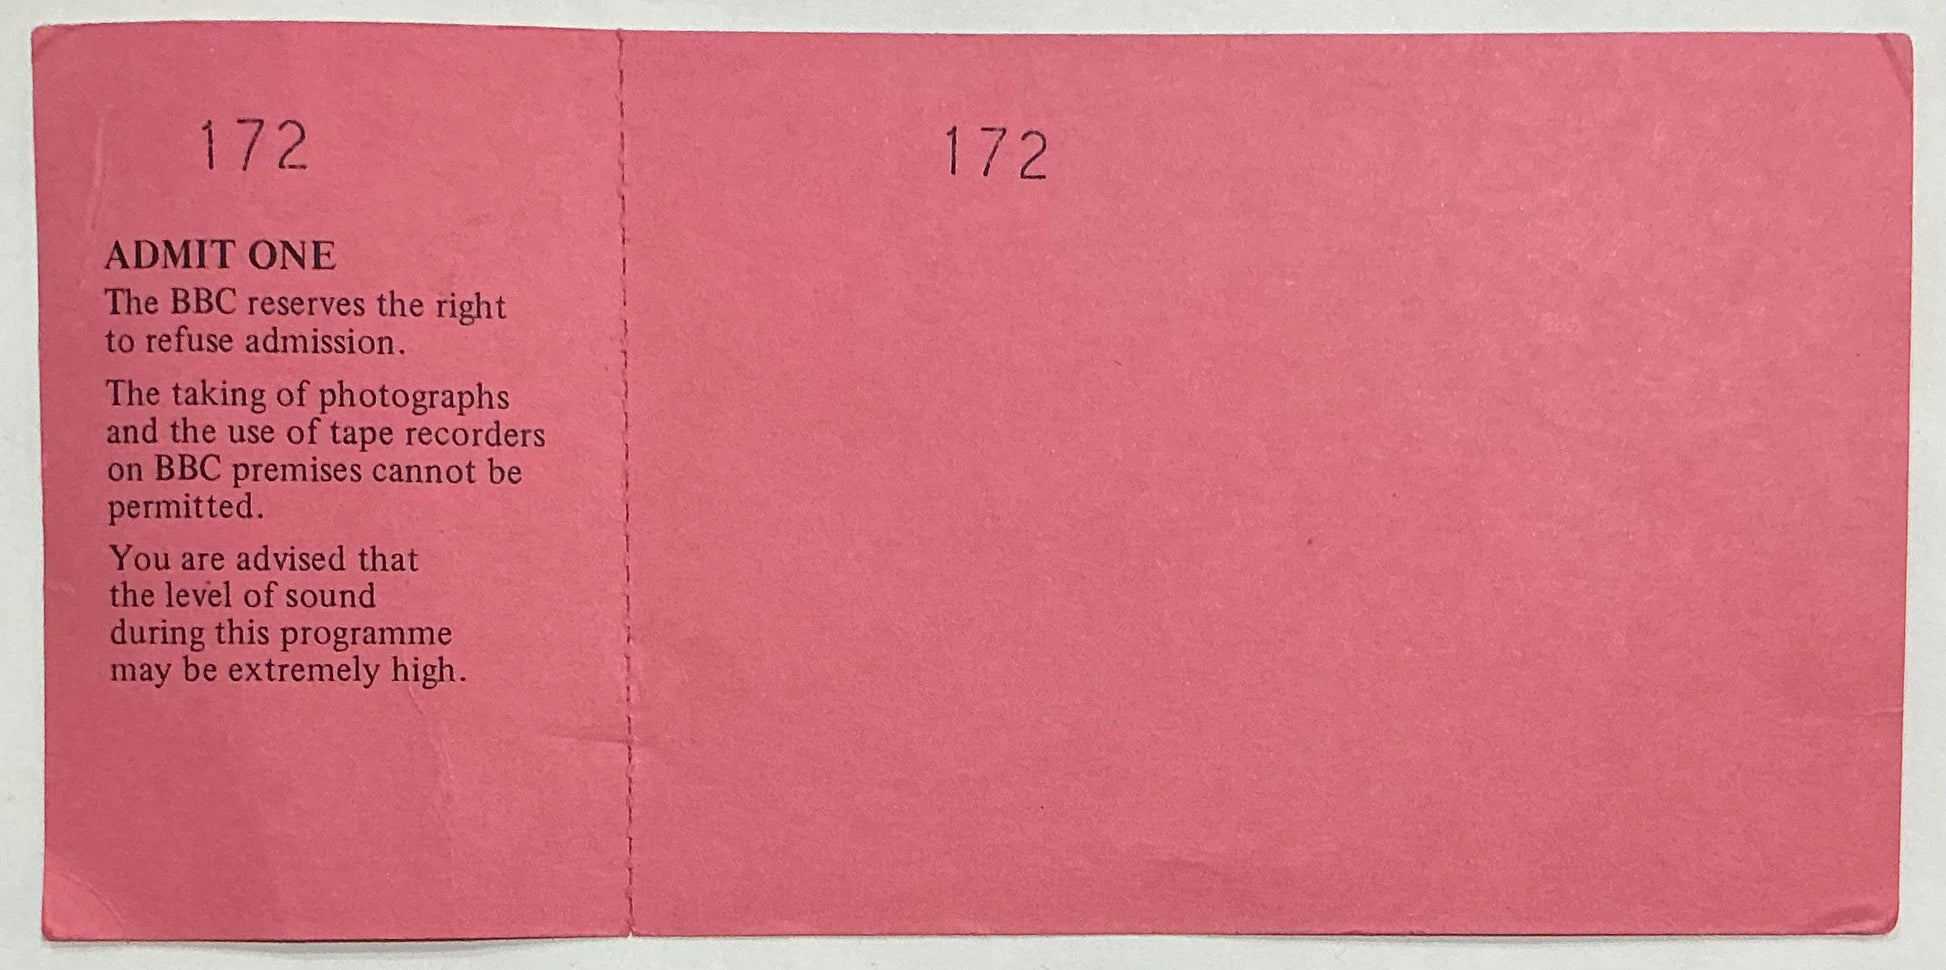 172
ADMIT ONE
The BBC reserves the right
to refuse admission.
The taking of photographs
and the use of tape recorders
on BBC premises cannot be
permitted.
You are advised that
the level of sound
during this programme
may be extremely high.
172